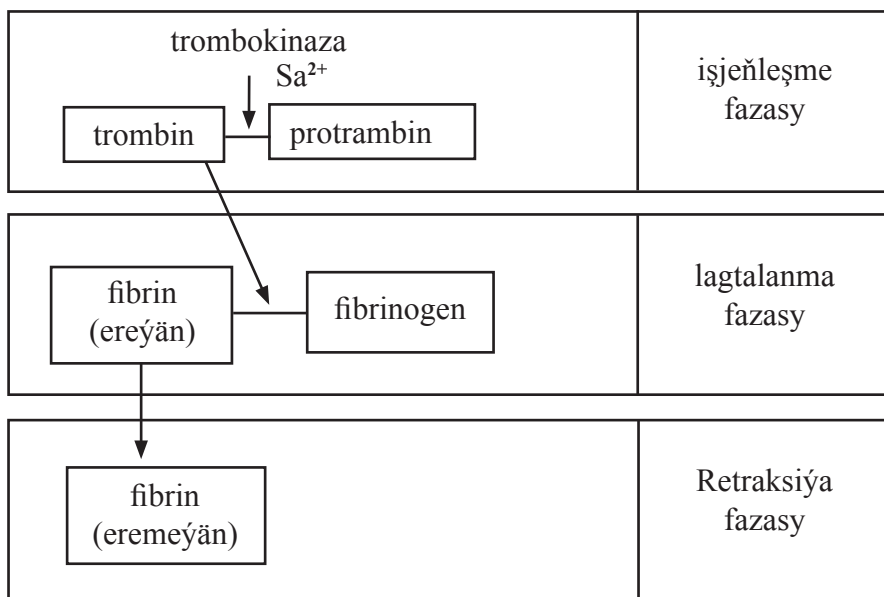 trombokinaza
Sa²⁺
trombin
protrambin
işjeňleşme
fazasy
fibrin
(ereýän)
fibrinogen
lagtalanma
fazasy
fibrin
(eremeýän)
Retraksiýa
fazasy